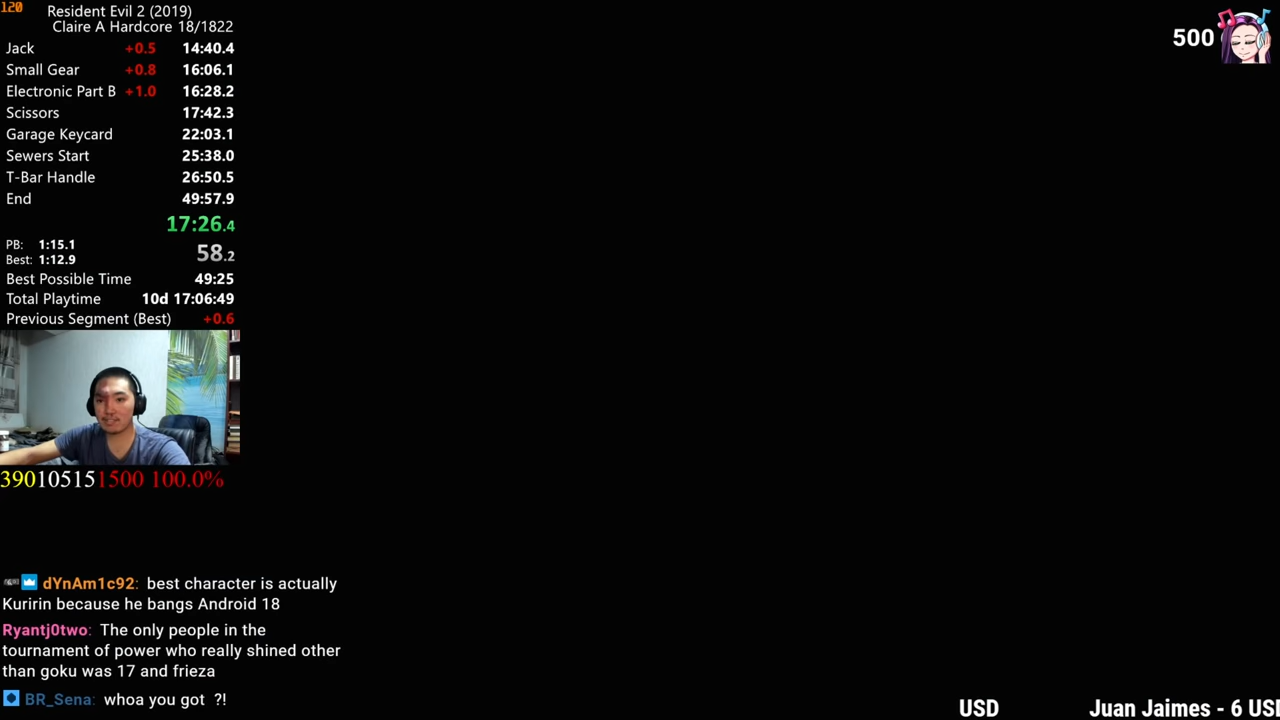 120
Resident Evil 2 (2019)
Claire A Hardcore 18/1822
Jack +0.5 14:40.4
Small Gear +0.8 16:06.1
Electronic Part B +1.0 16:28.2
Scissors 17:42.3
Garage Keycard 22:03.1
Sewers Start 25:38.0
T-Bar Handle 26:50.5
End 49:57.9
17:26.4
PB: 1:15.1
Best: 1:12.9
58.2
Best Possible Time 49:25
Total Playtime 10d 17:06:49
Previous Segment (Best) +0.6
390105151500 100.0%
dYnAm1c92: best character is actually
Kuririn because he bangs Android 18
Ryantj0two: The only people in the
tournament of power who really shined other
than goku was 17 and frieza
BR_Sena: whoa you got ?!
500
USD Juan Jaimes - 6 USD